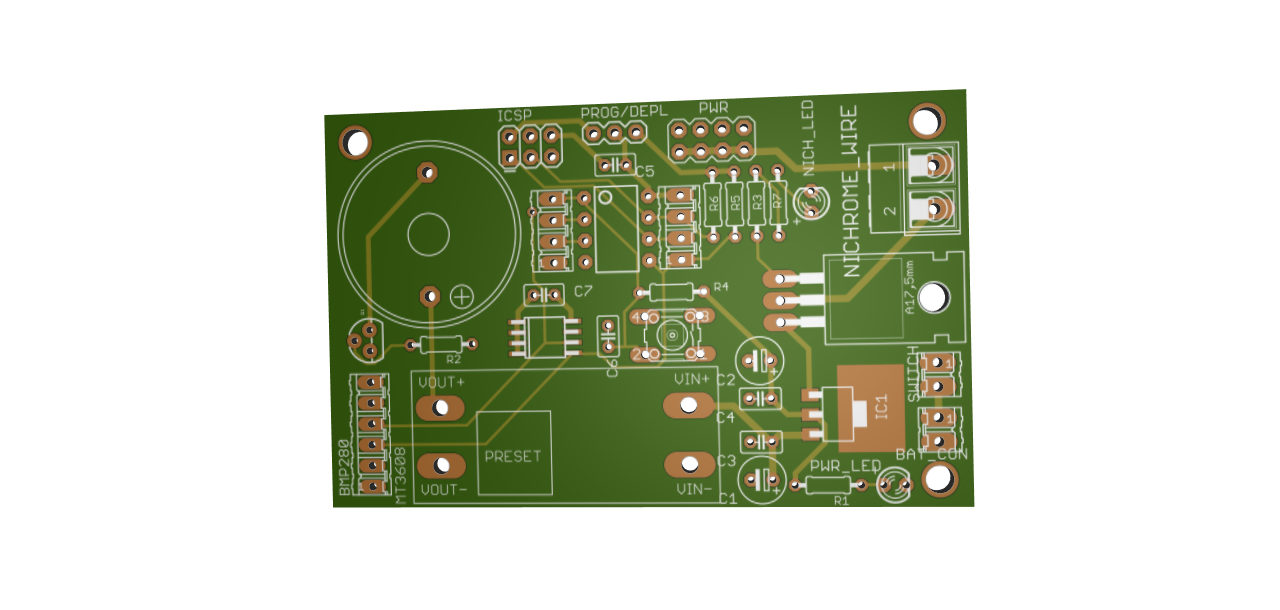 ICSP
PROG/DEPL
PWR
NICH_LED
NICHROME_WIRE
1
2
C5
R6
R5
R3
R7
A17,5mm
C7
R4
4
3
2
1
C6
R2
VOUT+
VIN+
C2
SWITCH
1
C4
IC1
1
PRESET
BMP280
MT3608
C3
PWR_LED
BAT_CON
VOUT-
VIN-
C1
R1